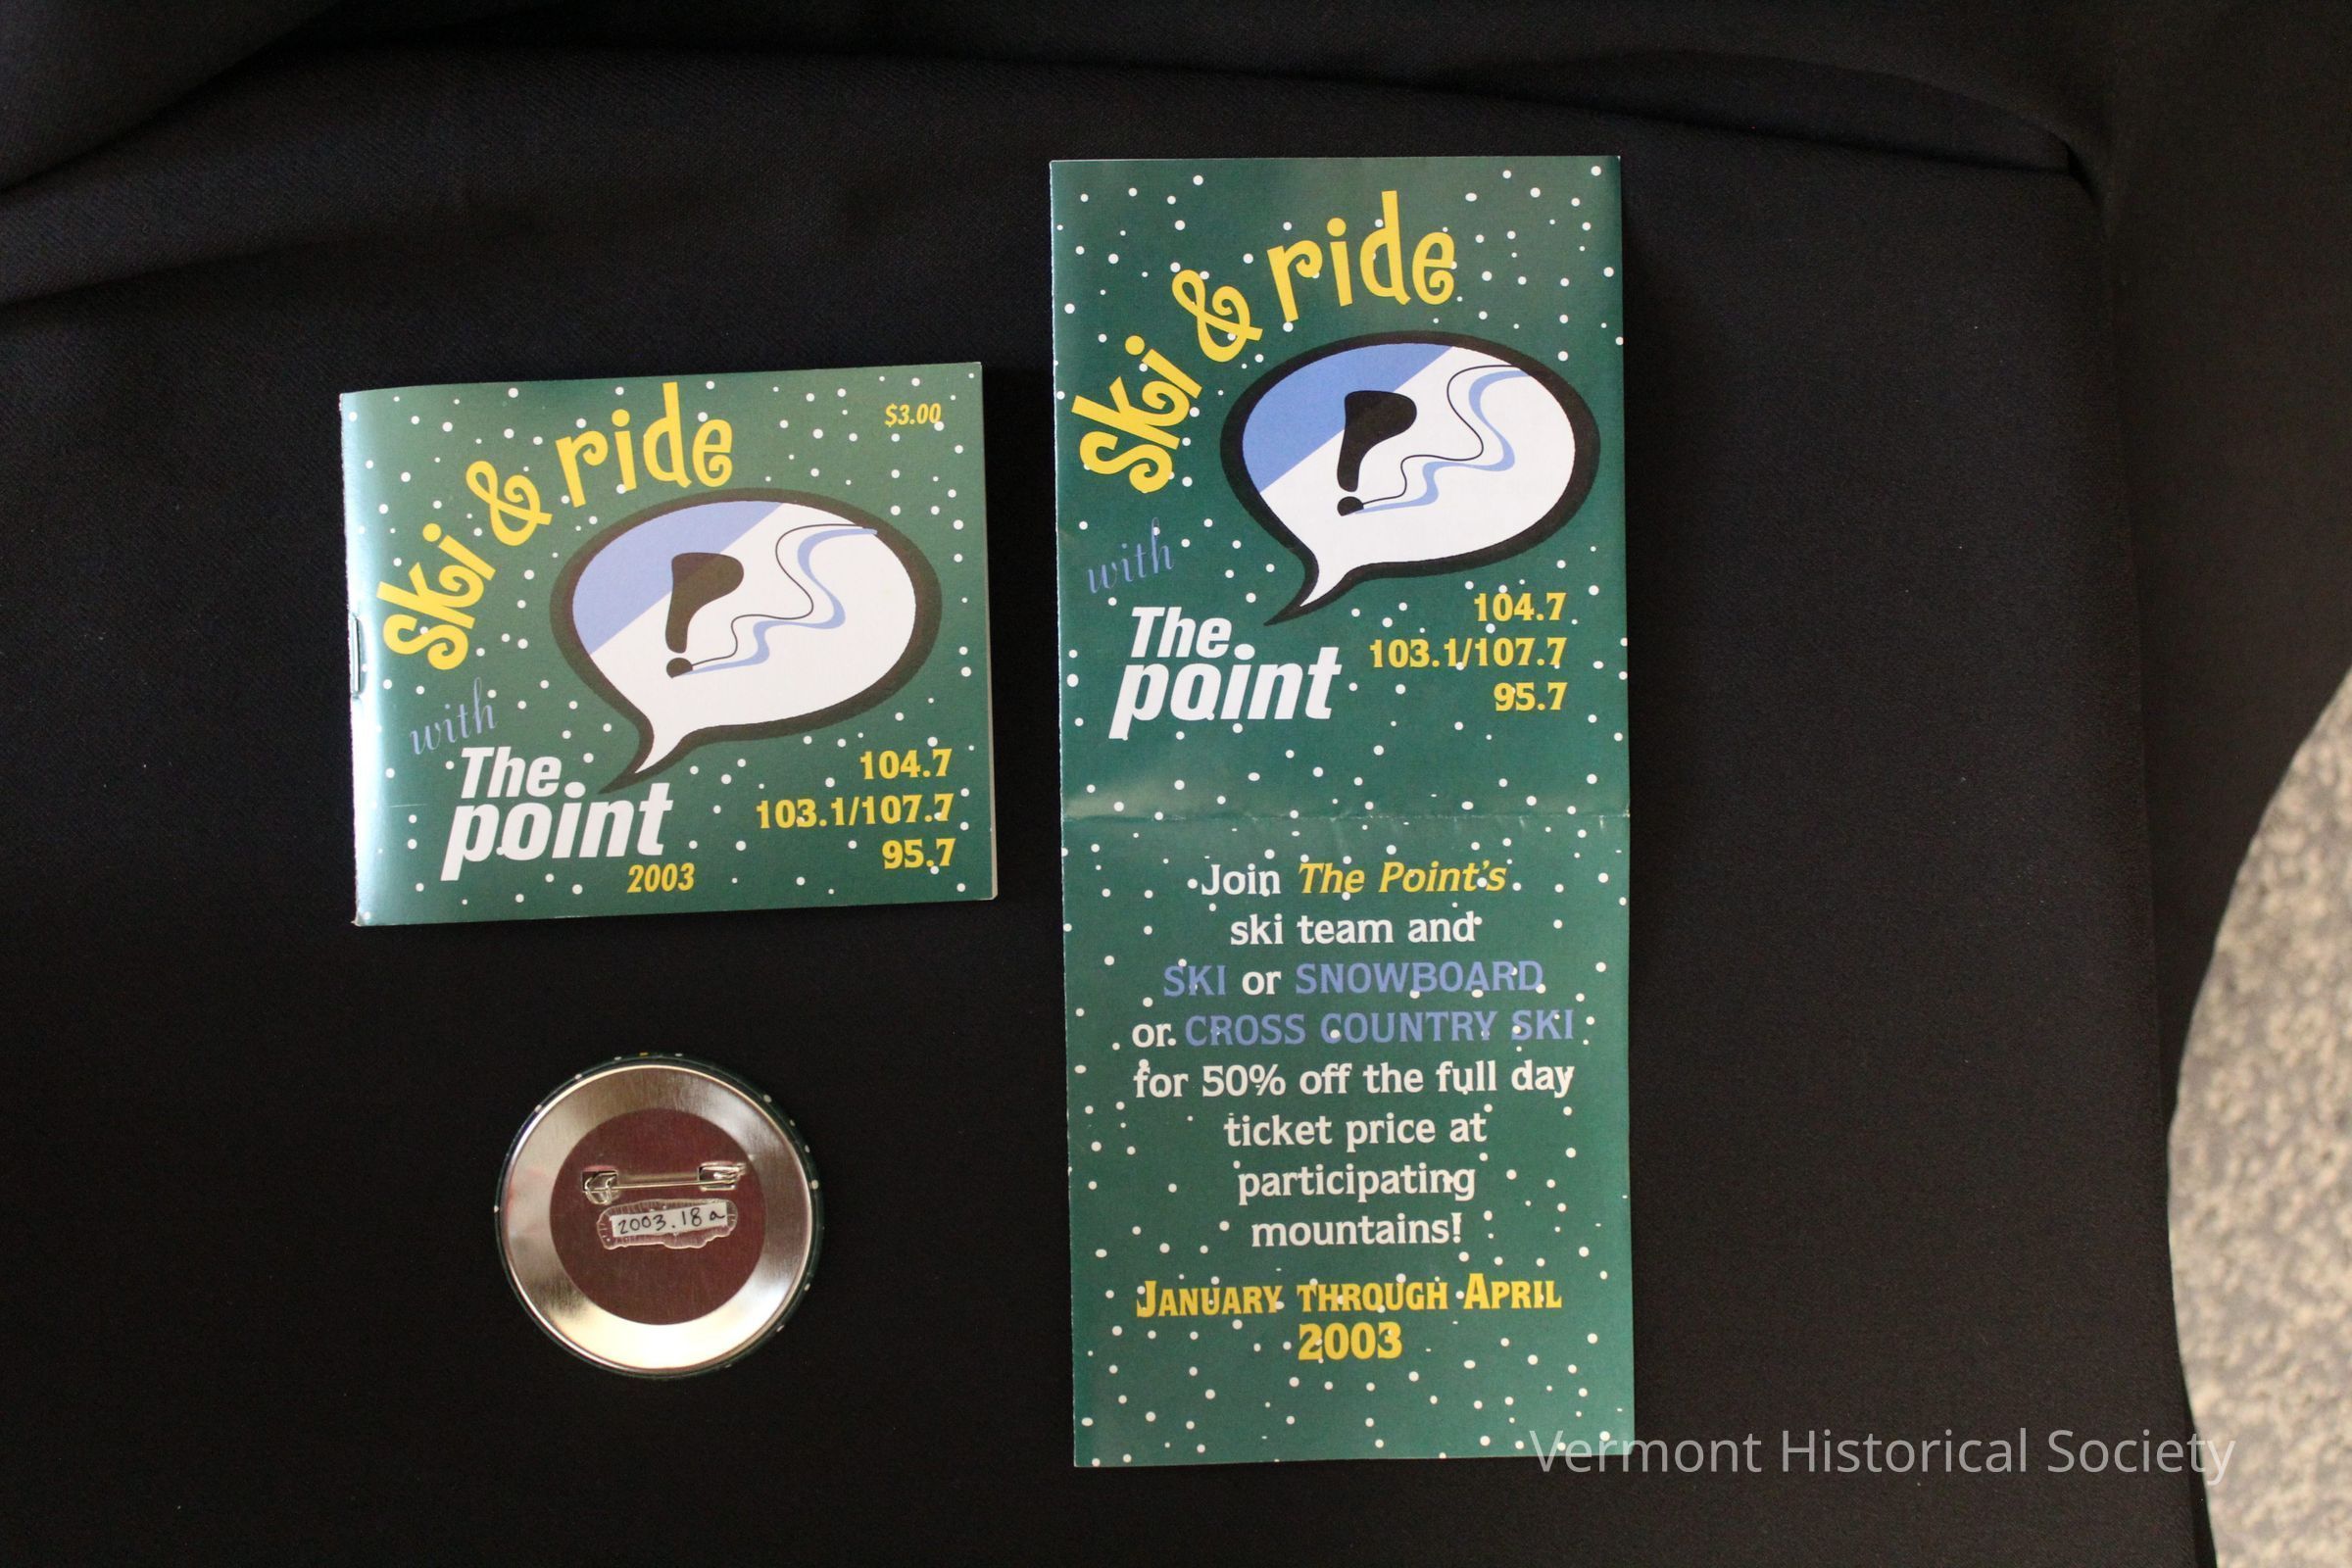 ski & ride
$3.00
with
The
point
2003
104.7
103.1/107.7
95.7
2003.18a
ski & ride
with
The
point
104.7
103.1/107.7
95.7
Join The Point's
ski team and
SKI or SNOWBOARD
or CROSS COUNTRY SKI
for 50% off the full day
ticket price at
participating
mountains!
JANUARY THROUGH APRIL
2003
Vermont Historical Society